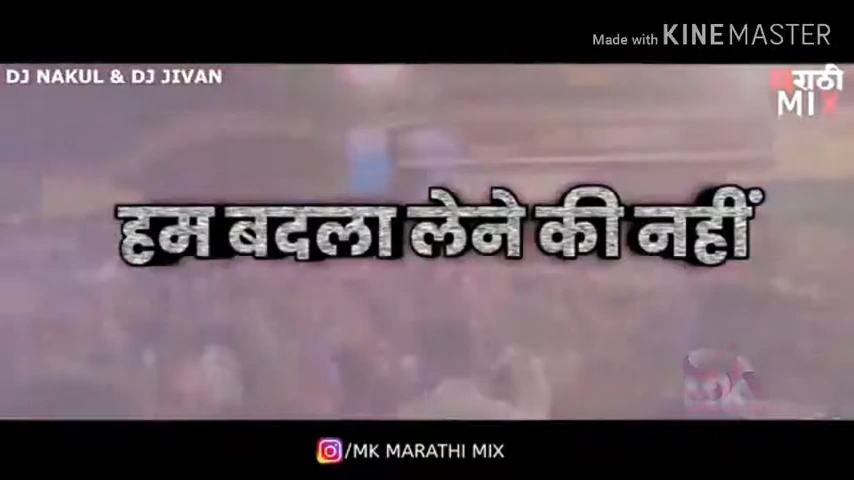 Made with KINEMASTER
DJ NAKUL & DJ JIVAN
मराठी
MIX
हम बदला लेने की नहीं
/MK MARATHI MIX